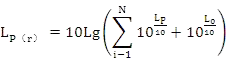 L_P（r） = 10Lg(∑_{i−1}^{N} 10^{L_P/10} + 10^{L_0/10})